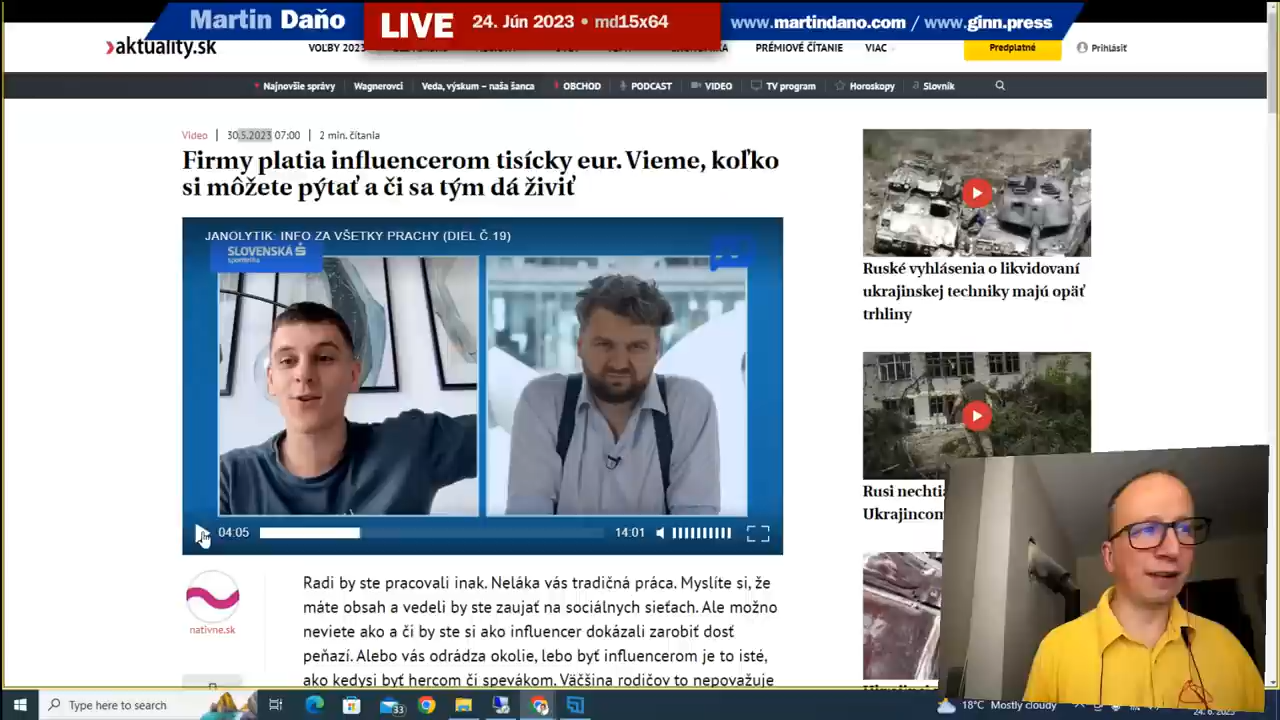 Martin Daňo
LIVE
24. Jún 2023 • md15x64
www.martindano.com / www.ginn.press
aktuality.sk
VOĽBY 2023
PRÉMIOVÉ ČÍTANIE
VIAC
Predplatné
Prihlásiť
Najnovšie správy
Wagnerovci
Veda, výskum – naša šanca
OBCHOD
PODCAST
VIDEO
TV program
Horoskopy
Slovník
Video | 30.5.2023 07:00 | 2 min. čítania
Firmy platia influencerom tisícky eur. Vieme, koľko
si môžete pýtať a či sa tým dá živiť
JANOLYTIK: INFO ZA VŠETKY PRACHY (DIEL Č.19)
SLOVENSKÁ
sporiteľňa
04:05
14:01
Ruské vyhlásenia o likvidovaní
ukrajinskej techniky majú opäť
trhliny
Rusi nechti
Ukrajincom
nativne.sk
Radi by ste pracovali inak. Neláka vás tradičná práca. Myslíte si, že
máte obsah a vedeli by ste zaujať na sociálnych sieťach. Ale možno
neviete ako a či by ste si ako influencer dokázali zarobiť dosť
peňazí. Alebo vás odrádza okolie, lebo byť influencerom je to isté,
ako kedysi byť hercom či spevákom. Väčšina rodičov to nepovažuje
Type here to search
33
18°C Mostly cloudy